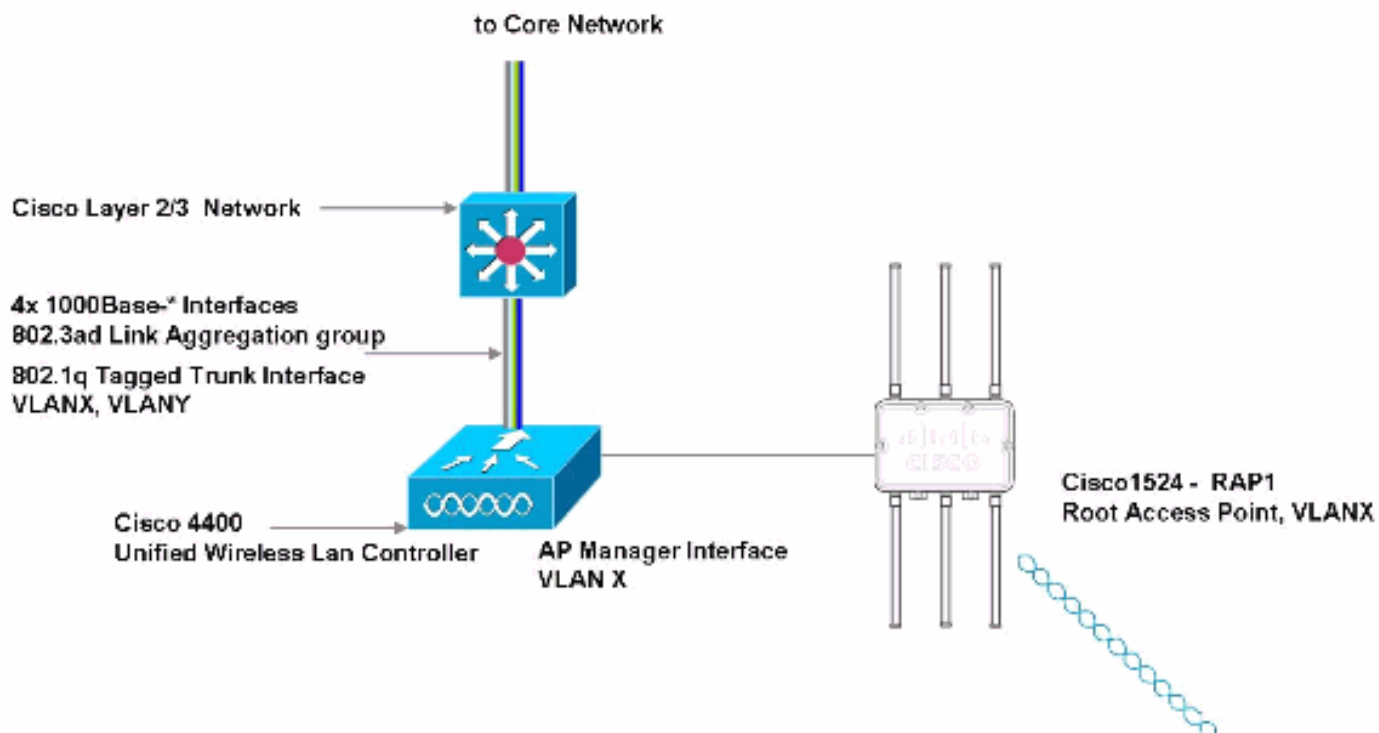 to Core Network
Cisco Layer 2/3 Network
4x 1000Base-* Interfaces
802.3ad Link Aggregation group
802.1q Tagged Trunk Interface
VLANX, VLANY
Cisco 4400
Unified Wireless Lan Controller
AP Manager Interface
VLAN X
CISCO
Cisco1524 - RAP1
Root Access Point, VLANX